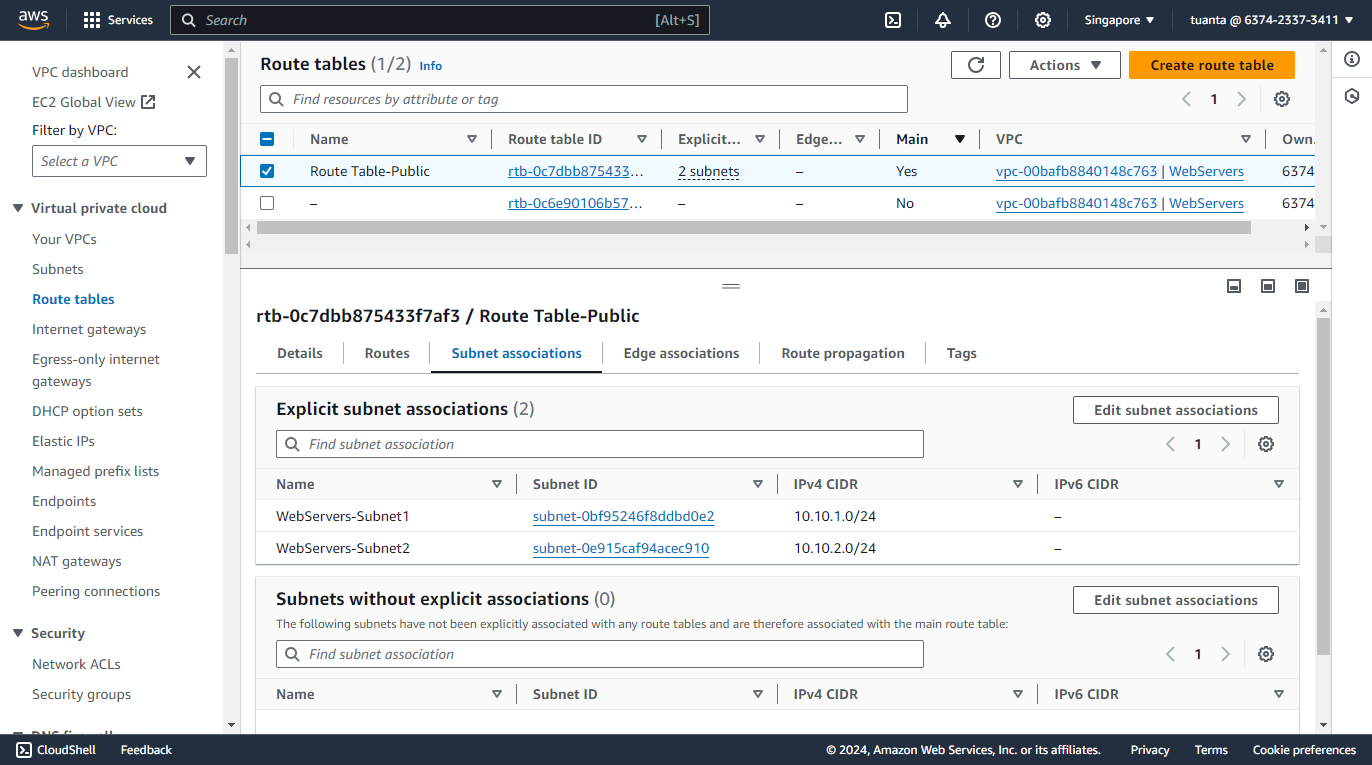 aws Services Search [Alt+S] Singapore tuanta @ 6374-2337-3411
VPC dashboard
EC2 Global View
Filter by VPC:
Select a VPC
Virtual private cloud
Your VPCs
Subnets
Route tables
Internet gateways
Egress-only internet
gateways
DHCP option sets
Elastic IPs
Managed prefix lists
Endpoints
Endpoint services
NAT gateways
Peering connections
Security
Network ACLs
Security groups
Route tables (1/2) Info Actions Create route table
Find resources by attribute or tag 1
Name Route table ID Explicit... Edge... Main VPC Own.
Route Table-Public rtb-0c7dbb875433... 2 subnets – Yes vpc-00bafb8840148c763 | WebServers 6374
– rtb-0c6e90106b57... – – No vpc-00bafb8840148c763 | WebServers 6374
rtb-0c7dbb875433f7af3 / Route Table-Public
Details Routes Subnet associations Edge associations Route propagation Tags
Explicit subnet associations (2) Edit subnet associations
Find subnet association 1
Name Subnet ID IPv4 CIDR IPv6 CIDR
WebServers-Subnet1 subnet-0bf95246f8ddbd0e2 10.10.1.0/24 –
WebServers-Subnet2 subnet-0e915caf94acec910 10.10.2.0/24 –
Subnets without explicit associations (0) Edit subnet associations
The following subnets have not been explicitly associated with any route tables and are therefore associated with the main route table:
Find subnet association 1
Name Subnet ID IPv4 CIDR IPv6 CIDR
CloudShell Feedback © 2024, Amazon Web Services, Inc. or its affiliates. Privacy Terms Cookie preferences